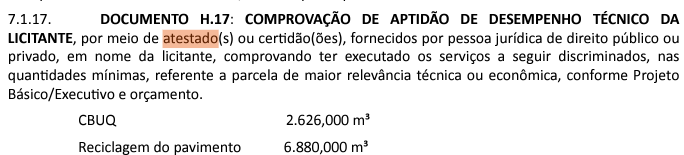 7.1.17. DOCUMENTO H.17: COMPROVAÇÃO DE APTIDÃO DE DESEMPENHO TÉCNICO DA
LICITANTE, por meio de atestado(s) ou certidão(ões), fornecidos por pessoa jurídica de direito público ou
privado, em nome da licitante, comprovando ter executado os serviços a seguir discriminados, nas
quantidades mínimas, referente a parcela de maior relevância técnica ou econômica, conforme Projeto
Básico/Executivo e orçamento.
CBUQ 2.626,000 m³
Reciclagem do pavimento 6.880,000 m³